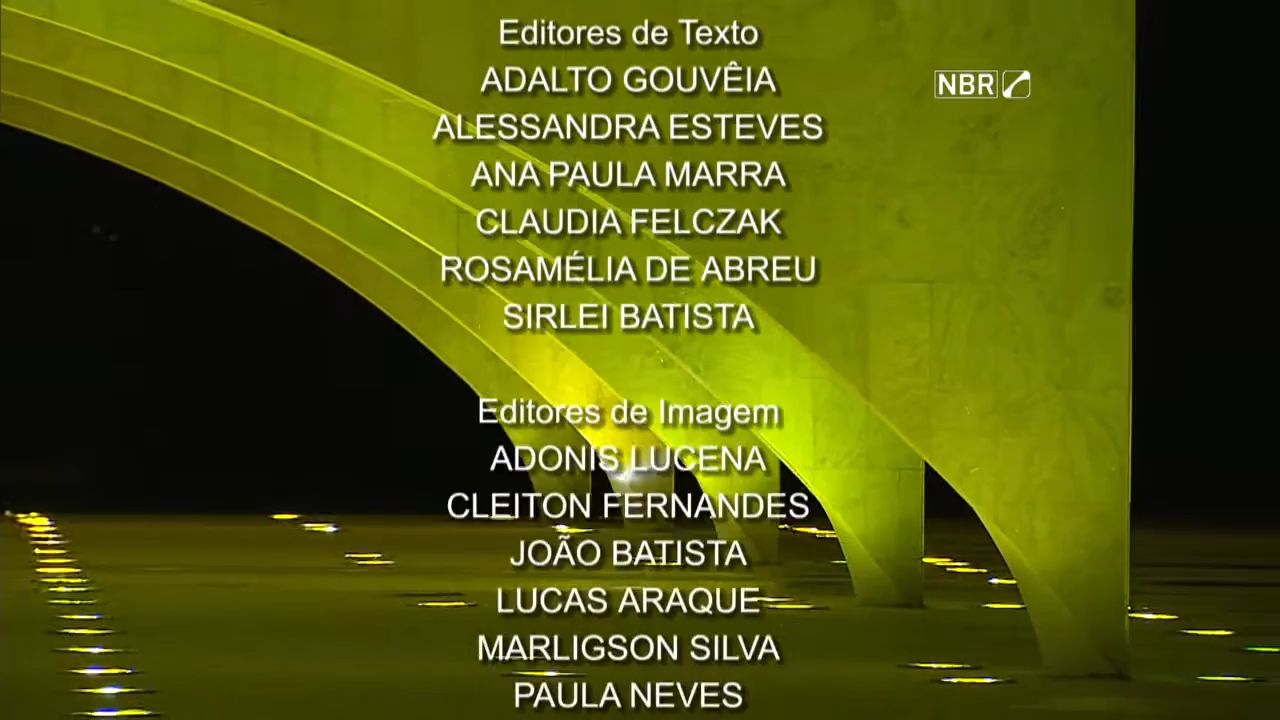 Editores de Texto
ADALTO GOUVÊIA
NBR
ALESSANDRA ESTEVES
ANA PAULA MARRA
CLAUDIA FELCZAK
ROSAMÉLIA DE ABREU
SIRLEI BATISTA
Editores de Imagem
ADONIS LUCENA
CLEITON FERNANDES
JOÃO BATISTA
LUCAS ARAQUE
MARLIGSON SILVA
PAULA NEVES